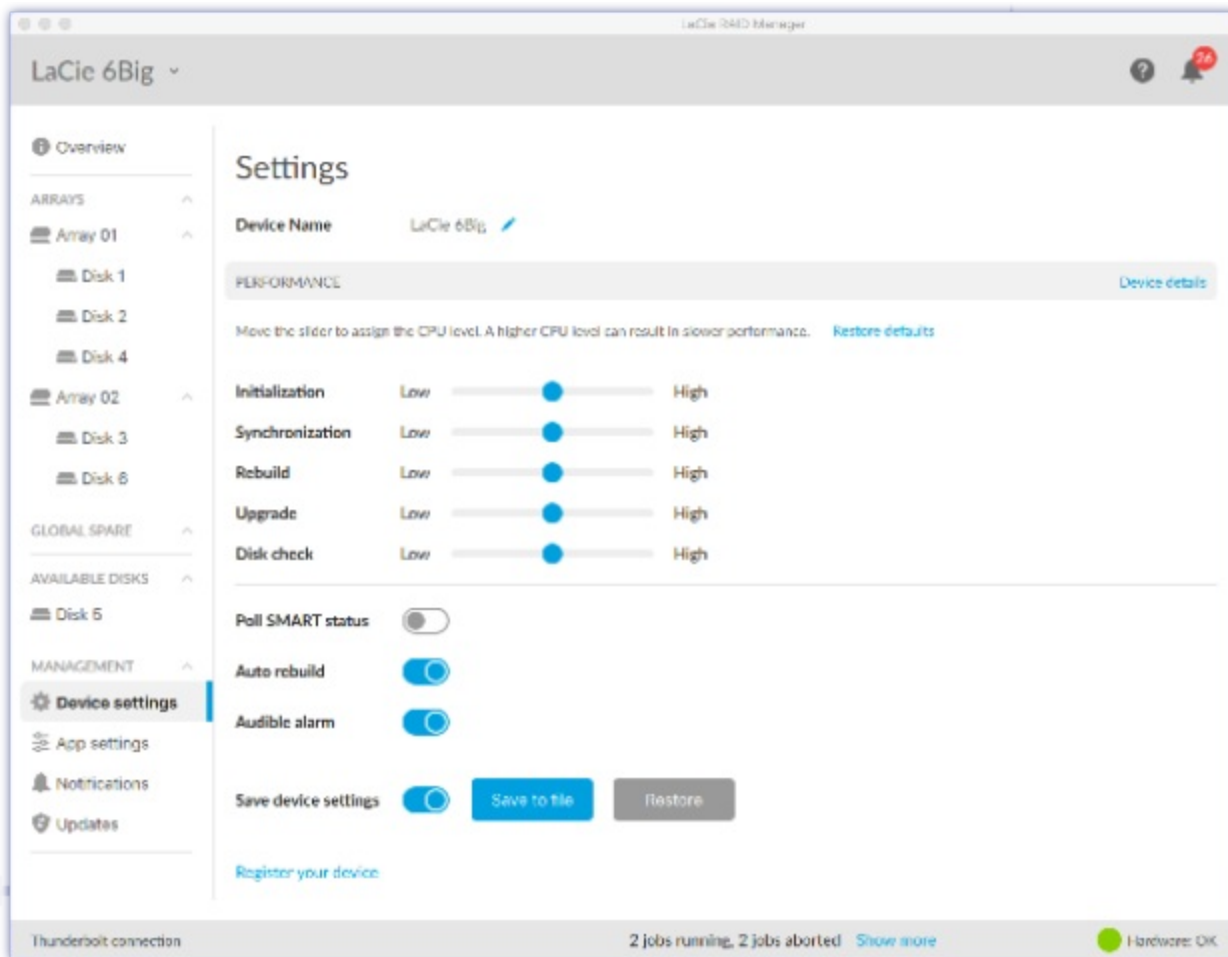 LaCie RAID Manager
LaCie 6Big
26
Overview
ARRAYS
Array 01
Disk 1
Disk 2
Disk 4
Array 02
Disk 3
Disk 6
GLOBAL SPARE
AVAILABLE DISKS
Disk 5
MANAGEMENT
Device settings
App settings
Notifications
Updates
Settings
Device Name LaCie 6Big
PERFORMANCE Device details
Move the slider to assign the CPU level. A higher CPU level can result in slower performance. Restore defaults
Initialization Low High
Synchronization Low High
Rebuild Low High
Upgrade Low High
Disk check Low High
Poll SMART status
Auto rebuild
Audible alarm
Save device settings Save to file Restore
Register your device
Thunderbolt connection 2 jobs running, 2 jobs aborted Show more Hardware: OK